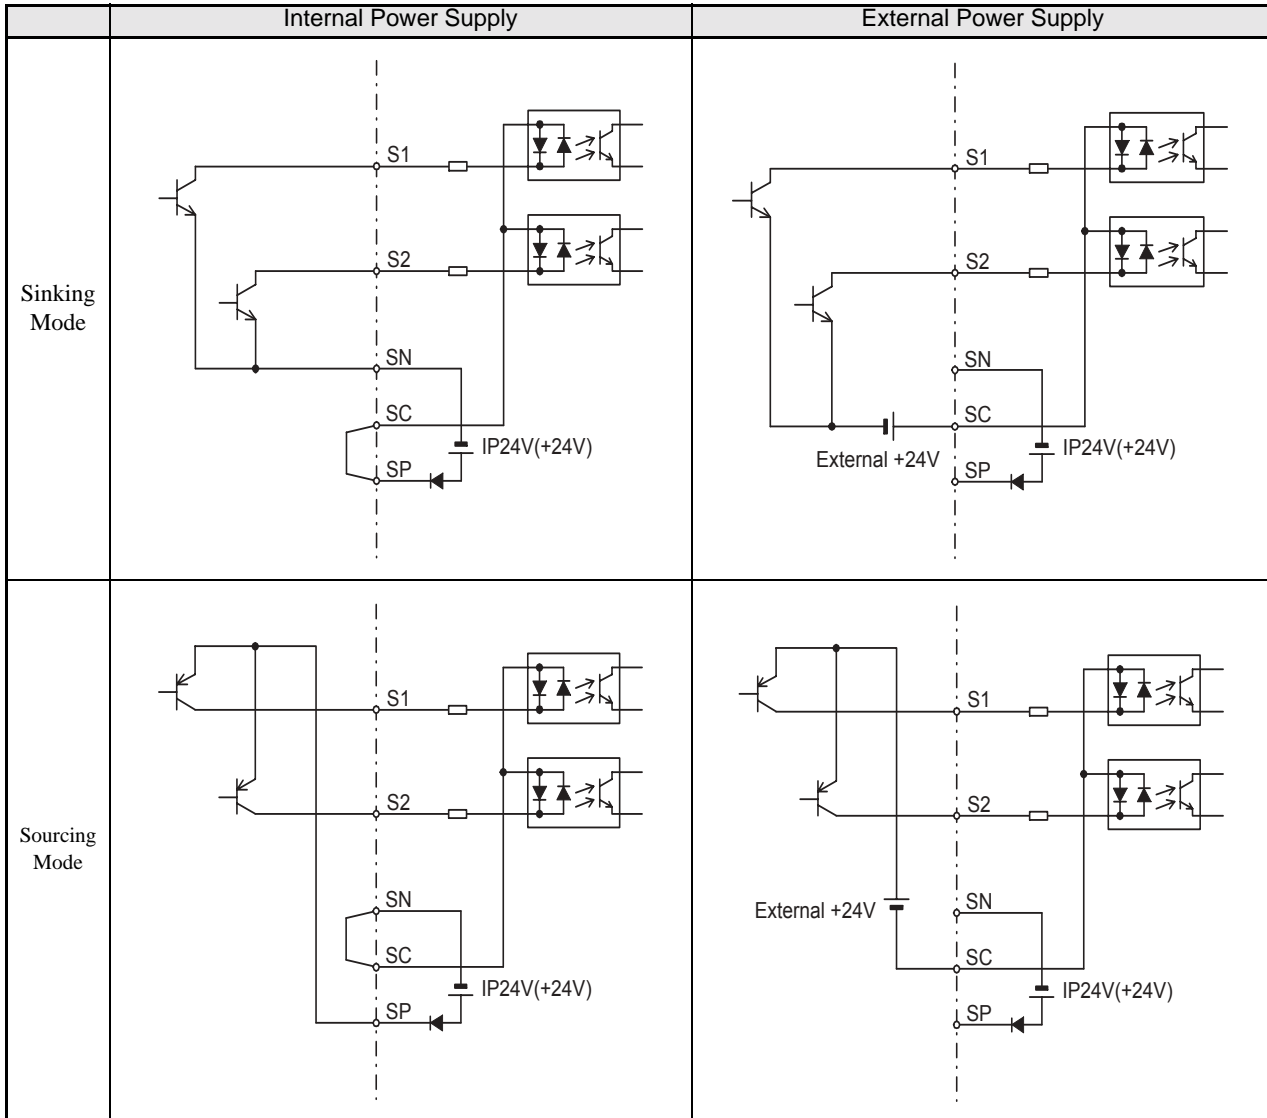 Internal Power Supply
External Power Supply
Sinking
Mode
S1
S2
SN
SC
IP24V(+24V)
SP
S1
S2
SN
SC
External +24V
IP24V(+24V)
SP
Sourcing
Mode
S1
S2
SN
SC
IP24V(+24V)
SP
S1
S2
External +24V
SN
SC
IP24V(+24V)
SP